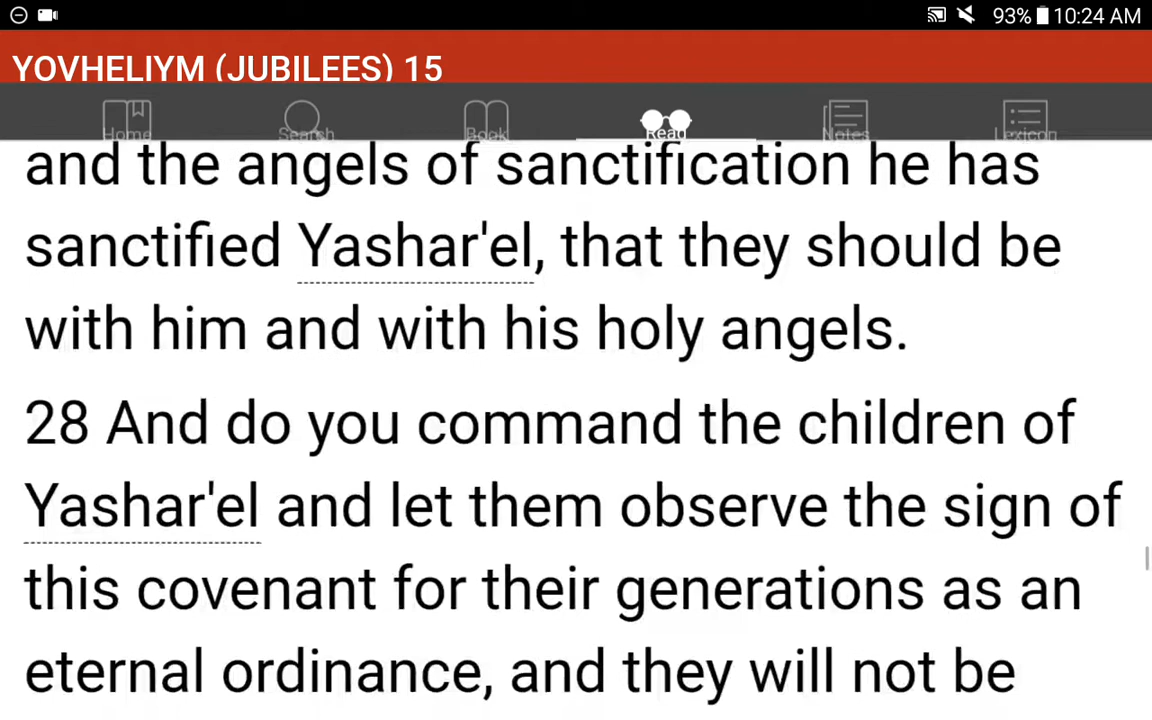 93% 10:24 AM
YOVHELIYM (JUBILEES) 15
Home Search Book Read Notes Lexicon
and the angels of sanctification he has
sanctified Yashar'el, that they should be
with him and with his holy angels.
28 And do you command the children of
Yashar'el and let them observe the sign of
this covenant for their generations as an
eternal ordinance, and they will not be